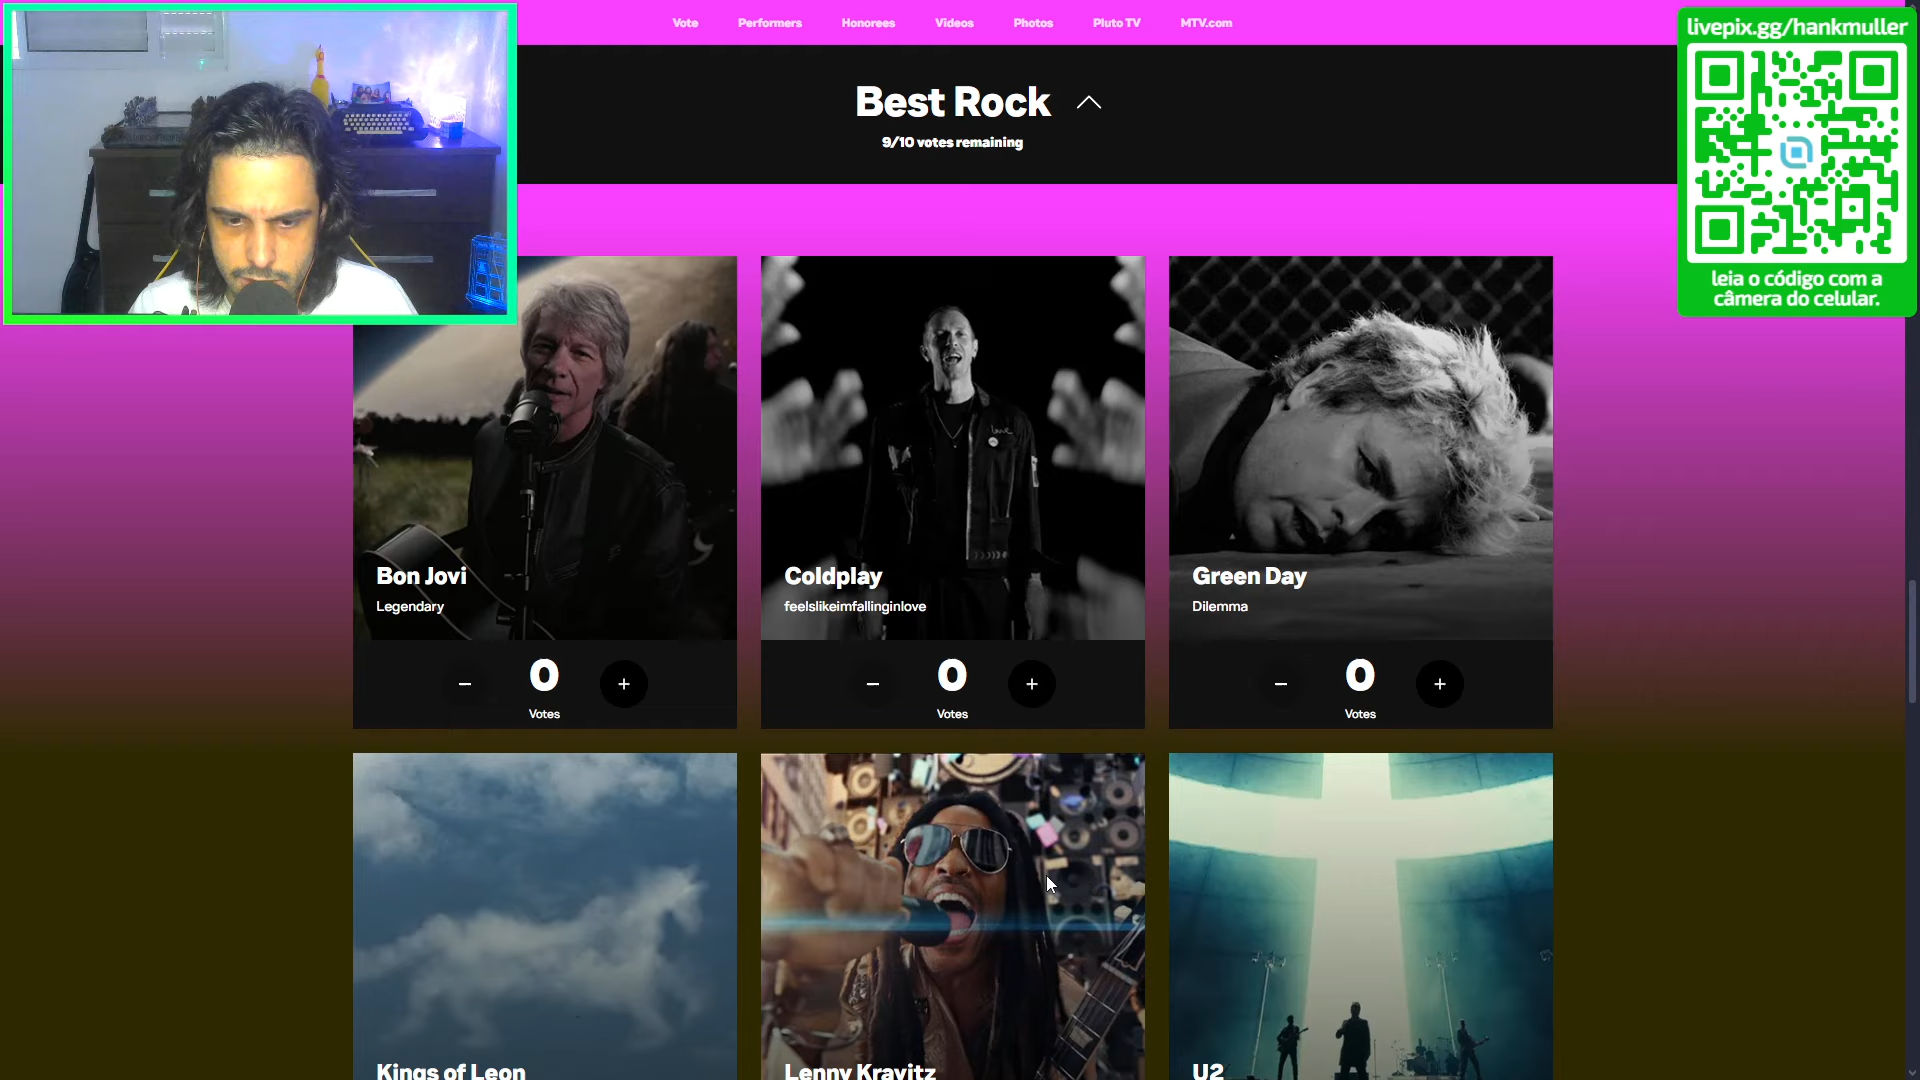 Vote
Performers
Honorees
Videos
Photos
Pluto TV
MTV.com
Best Rock
9/10 votes remaining
livepix.gg/hankmuller
leia o código com a
câmera do celular.
Bon Jovi
Legendary
Coldplay
feelslikeimfallinginlove
Green Day
Dilemma
− 0 +
Votes
− 0 +
Votes
− 0 +
Votes
Kings of Leon
Lenny Kravitz
U2